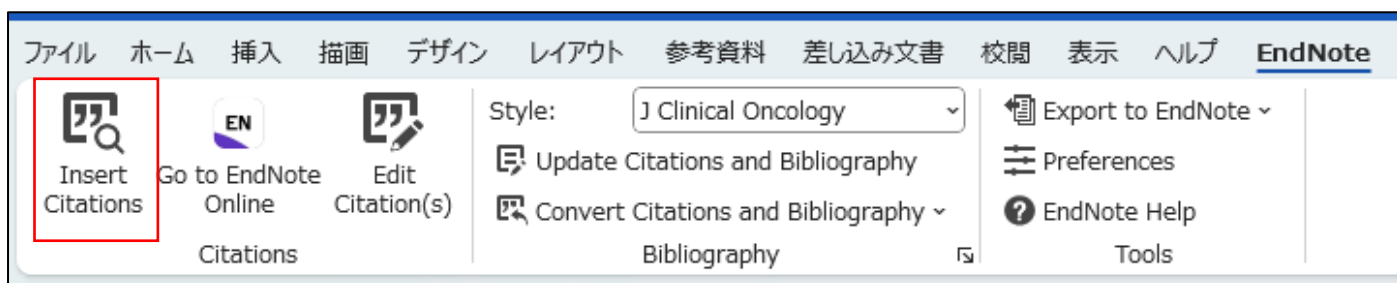 ファイル ホーム 挿入 描画 デザイン レイアウト 参考資料 差し込み文書 校閲 表示 ヘルプ EndNote
Insert Citations
EN
Go to EndNote Online
Edit Citation(s)
Citations
Style: J Clinical Oncology
Update Citations and Bibliography
Convert Citations and Bibliography
Bibliography
Export to EndNote
Preferences
EndNote Help
Tools